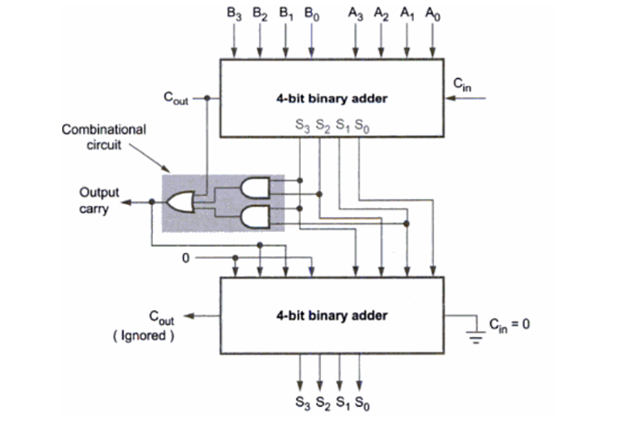 B3 B2 B1 B0 A3 A2 A1 A0
Cout
4-bit binary adder
Cin
S3 S2 S1 S0
Combinational
circuit
Output
carry
0
Cout
( Ignored )
4-bit binary adder
Cin = 0
S3 S2 S1 S0